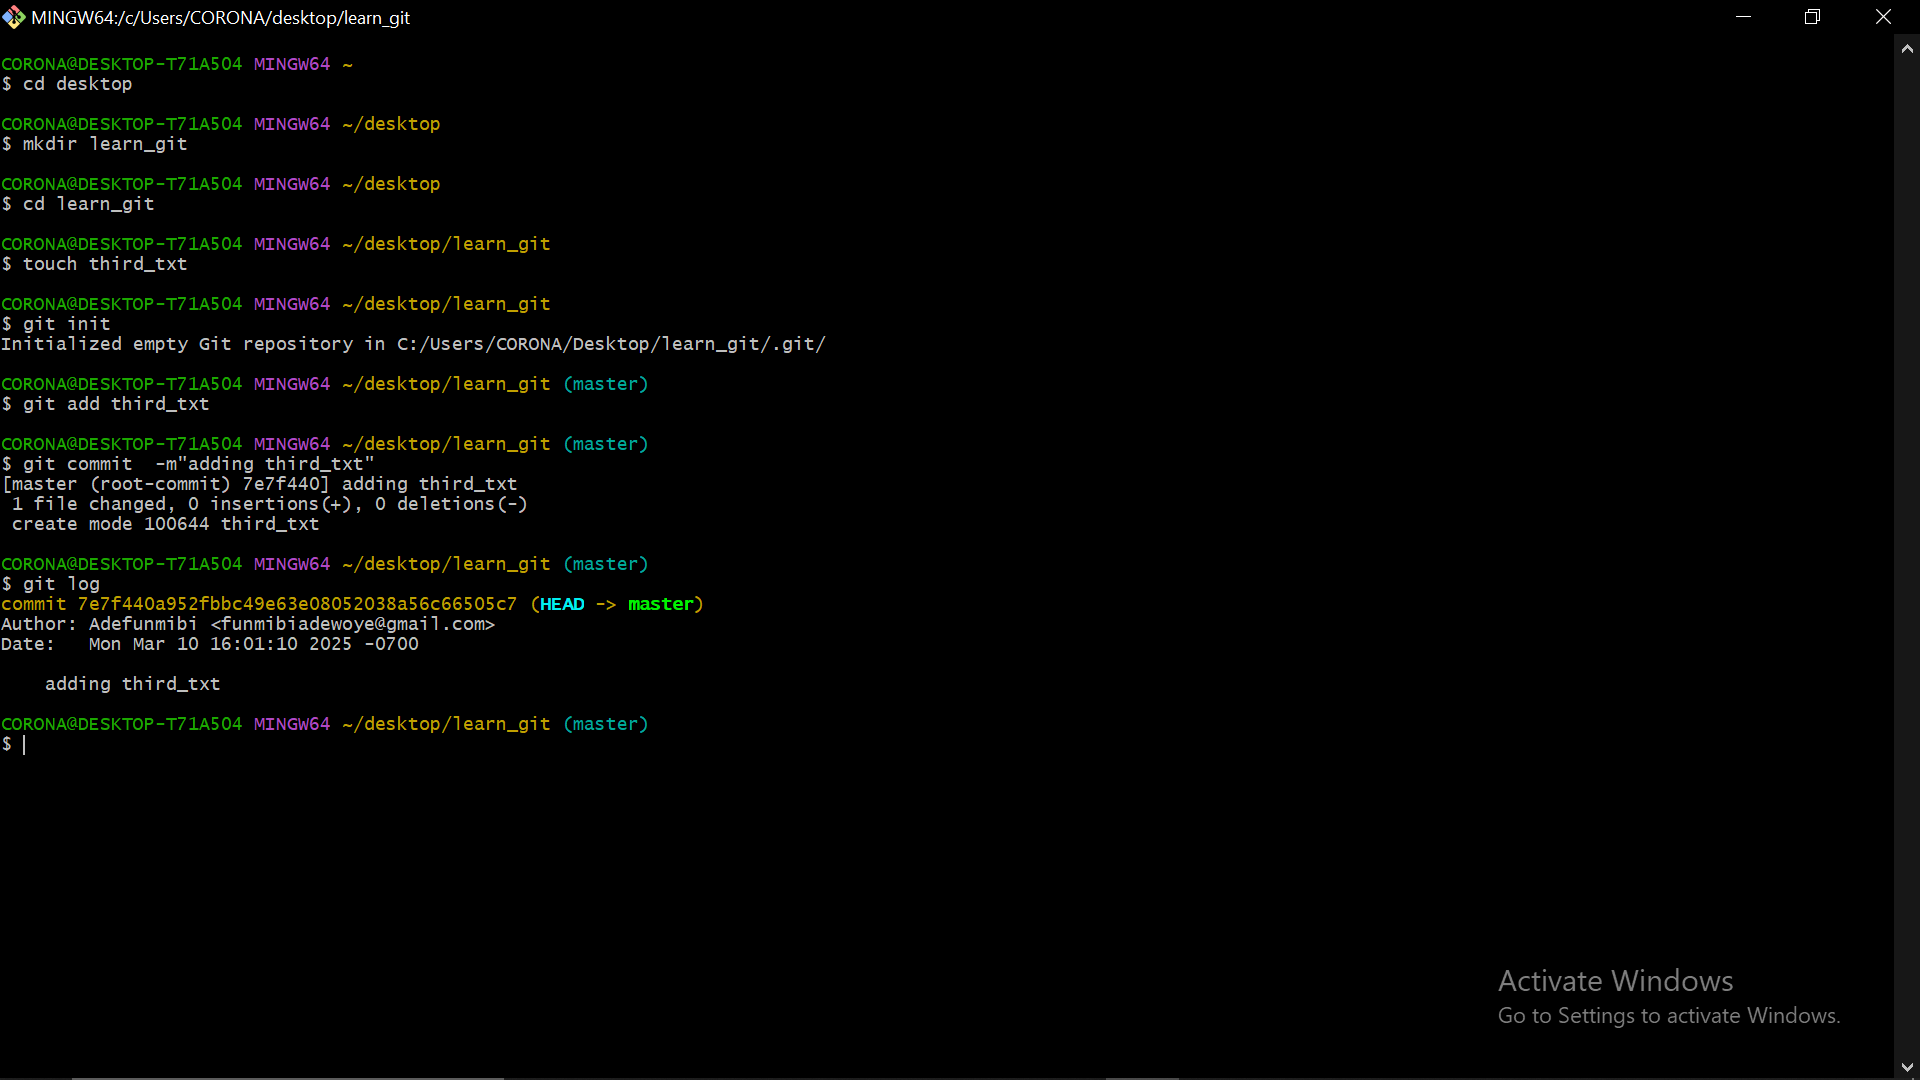 MINGW64:/c/Users/CORONA/desktop/learn_git
CORONA@DESKTOP-T71A504 MINGW64 ~
$ cd desktop
CORONA@DESKTOP-T71A504 MINGW64 ~/desktop
$ mkdir learn_git
CORONA@DESKTOP-T71A504 MINGW64 ~/desktop
$ cd learn_git
CORONA@DESKTOP-T71A504 MINGW64 ~/desktop/learn_git
$ touch third_txt
CORONA@DESKTOP-T71A504 MINGW64 ~/desktop/learn_git
$ git init
Initialized empty Git repository in C:/Users/CORONA/Desktop/learn_git/.git/
CORONA@DESKTOP-T71A504 MINGW64 ~/desktop/learn_git (master)
$ git add third_txt
CORONA@DESKTOP-T71A504 MINGW64 ~/desktop/learn_git (master)
$ git commit  -m"adding third_txt"
[master (root-commit) 7e7f440] adding third_txt
 1 file changed, 0 insertions(+), 0 deletions(-)
 create mode 100644 third_txt
CORONA@DESKTOP-T71A504 MINGW64 ~/desktop/learn_git (master)
$ git log
commit 7e7f440a952fbbc49e63e08052038a56c66505c7 (HEAD -> master)
Author: Adefunmibi <funmibiadewoye@gmail.com>
Date:   Mon Mar 10 16:01:10 2025 -0700
    adding third_txt
CORONA@DESKTOP-T71A504 MINGW64 ~/desktop/learn_git (master)
$
Activate Windows
Go to Settings to activate Windows.